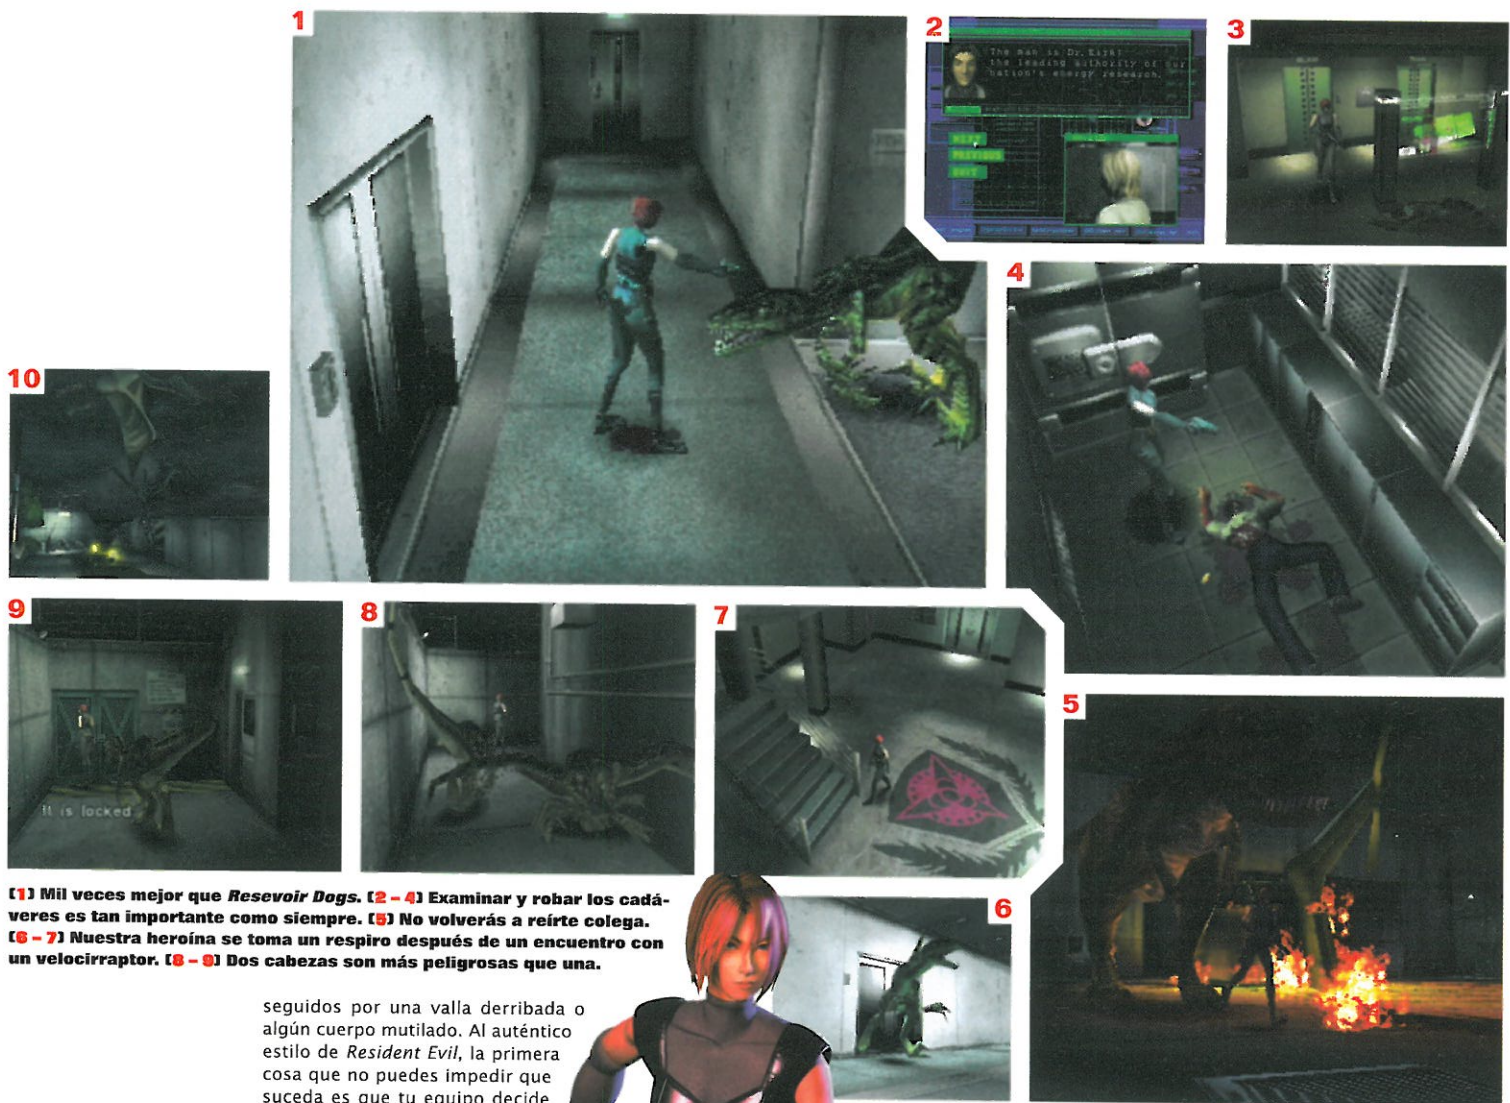 1
2
The man is Dr. Kirk!
the leading authority of our
nation's energy research.
NEXT
PREVIOUS
QUIT
3
4
10
9
It is locked
8
7
5
6
[1] Mil veces mejor que Resevoir Dogs. [2 – 4] Examinar y robar los cadá-
veres es tan importante como siempre. [5] No volverás a reírte colega.
[6 – 7] Nuestra heroína se toma un respiro después de un encuentro con
un velocirraptor. [8 – 9] Dos cabezas son más peligrosas que una.
seguidos por una valla derribada o
algún cuerpo mutilado. Al auténtico
estilo de Resident Evil, la primera
cosa que no puedes impedir que
suceda es que tu equipo decide